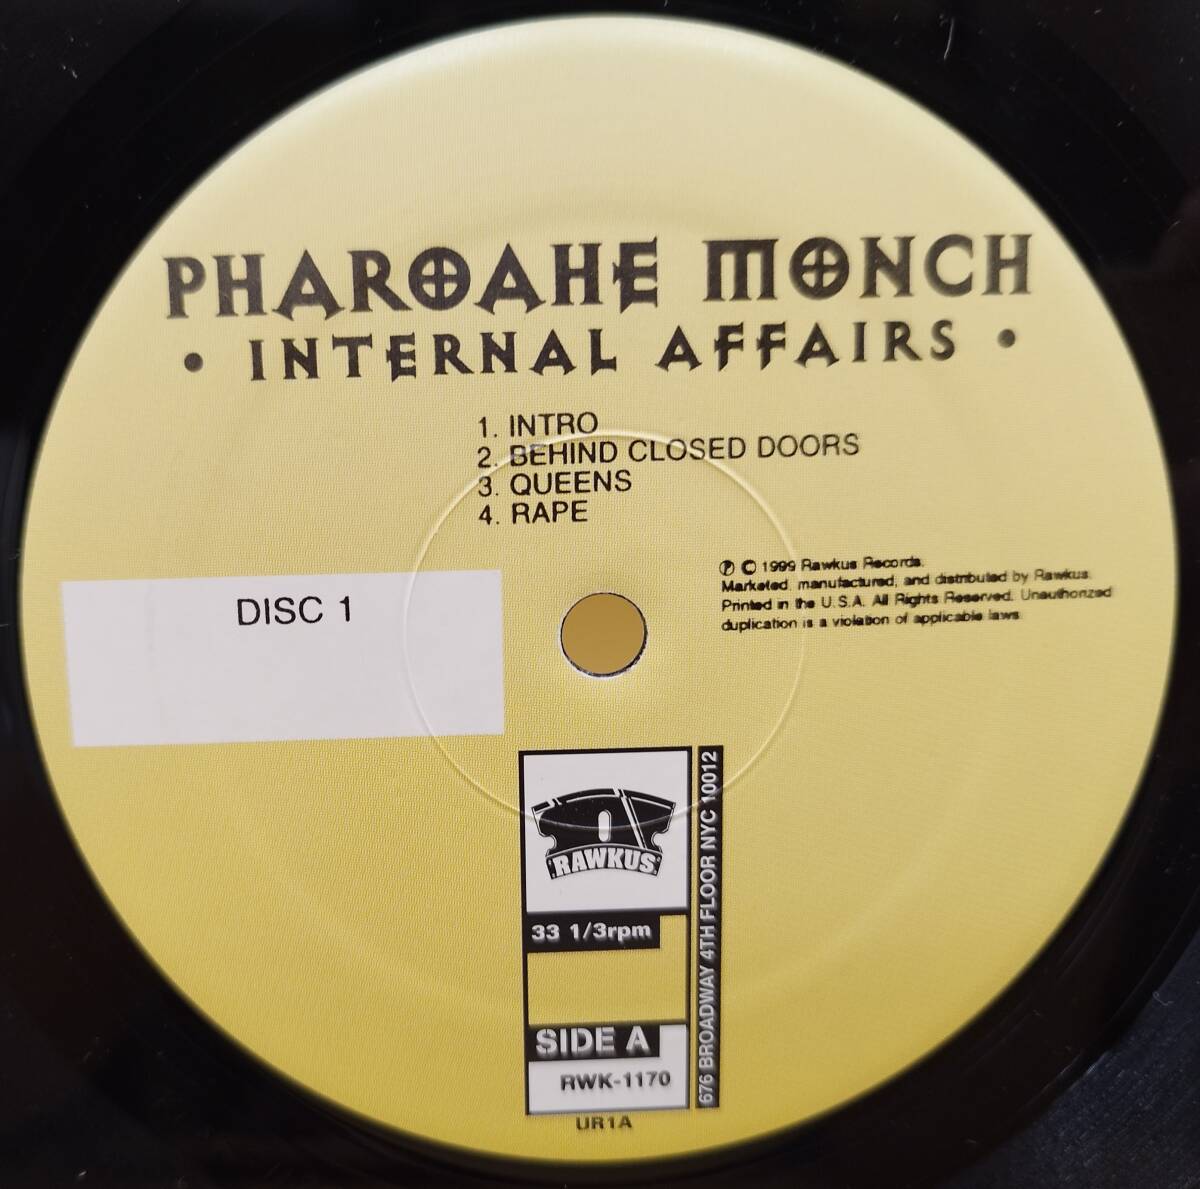 PHAROAHE MONCH
• INTERNAL AFFAIRS •
1. INTRO
2. BEHIND CLOSED DOORS
3. QUEENS
4. RAPE
℗ © 1999 Rawkus Records.
Marketed, manufactured, and distributed by Rawkus.
Printed in the U.S.A. All Rights Reserved. Unauthorized
duplication is a violation of applicable laws.
DISC 1
RAWKUS
33 1/3rpm
SIDE A
RWK-1170
676 BROADWAY 4TH FLOOR NYC 10012
UR1A